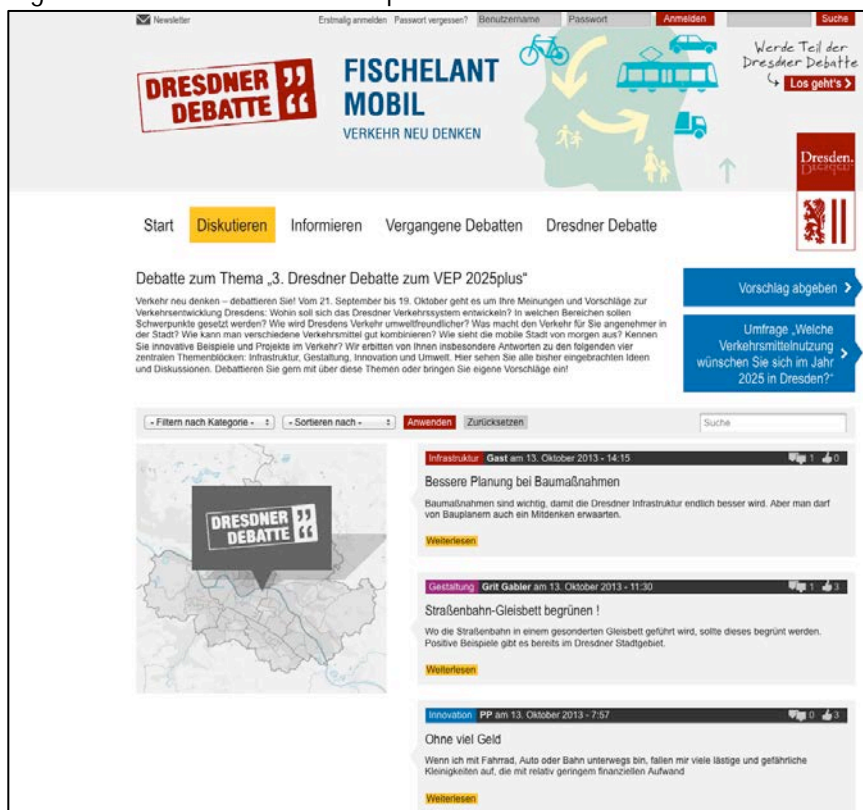 Newsletter
Erstmalig anmelden Passwort vergessen? Benutzername Passwort Anmelden Suche
DRESDNER
DEBATTE
FISCHELANT
MOBIL
VERKEHR NEU DENKEN
Werde Teil der
Dresdner Debatte
Los geht's
Dresden.
Start Diskutieren Informieren Vergangene Debatten Dresdner Debatte
Debatte zum Thema „3. Dresdner Debatte zum VEP 2025plus“
Verkehr neu denken – debattieren Sie! Vom 21. September bis 19. Oktober geht es um Ihre Meinungen und Vorschläge zur
Verkehrsentwicklung Dresdens: Wohin soll sich das Dresdner Verkehrssystem entwickeln? In welchen Bereichen sollen
Schwerpunkte gesetzt werden? Wie wird Dresdens Verkehr umweltfreundlicher? Was macht den Verkehr für Sie angenehmer in
der Stadt? Wie kann man verschiedene Verkehrsmittel gut kombinieren? Wie sieht die mobile Stadt von morgen aus? Kennen
Sie innovative Beispiele und Projekte im Verkehr? Wir erbitten von Ihnen insbesondere Antworten zu den folgenden vier
zentralen Themenblöcken: Infrastruktur, Gestaltung, Innovation und Umwelt. Hier sehen Sie alle bisher eingebrachten Ideen
und Diskussionen. Debattieren Sie gern mit über diese Themen oder bringen Sie eigene Vorschläge ein!
Vorschlag abgeben
Umfrage „Welche
Verkehrsmittelnutzung
wünschen Sie sich im Jahr
2025 in Dresden?“
- Filtern nach Kategorie - - Sortieren nach - Anwenden Zurücksetzen Suche
DRESDNER
DEBATTE
Infrastruktur Gast am 13. Oktober 2013 - 14:15 1 0
Bessere Planung bei Baumaßnahmen
Baumaßnahmen sind wichtig, damit die Dresdner Infrastruktur endlich besser wird. Aber man darf
von Bauplanern auch ein Mitdenken erwaarten.
Weiterlesen
Gestaltung Grit Gabler am 13. Oktober 2013 - 11:30 1 3
Straßenbahn-Gleisbett begrünen !
Wo die Straßenbahn in einem gesonderten Gleisbett geführt wird, sollte dieses begrünt werden.
Positive Beispiele gibt es bereits im Dresdner Stadtgebiet.
Weiterlesen
Innovation PP am 13. Oktober 2013 - 7:57 0 3
Ohne viel Geld
Wenn ich mit Fahrrad, Auto oder Bahn unterwegs bin, fallen mir viele lästige und gefährliche
Kleinigkeiten auf, die mit relativ geringem finanziellen Aufwand
Weiterlesen